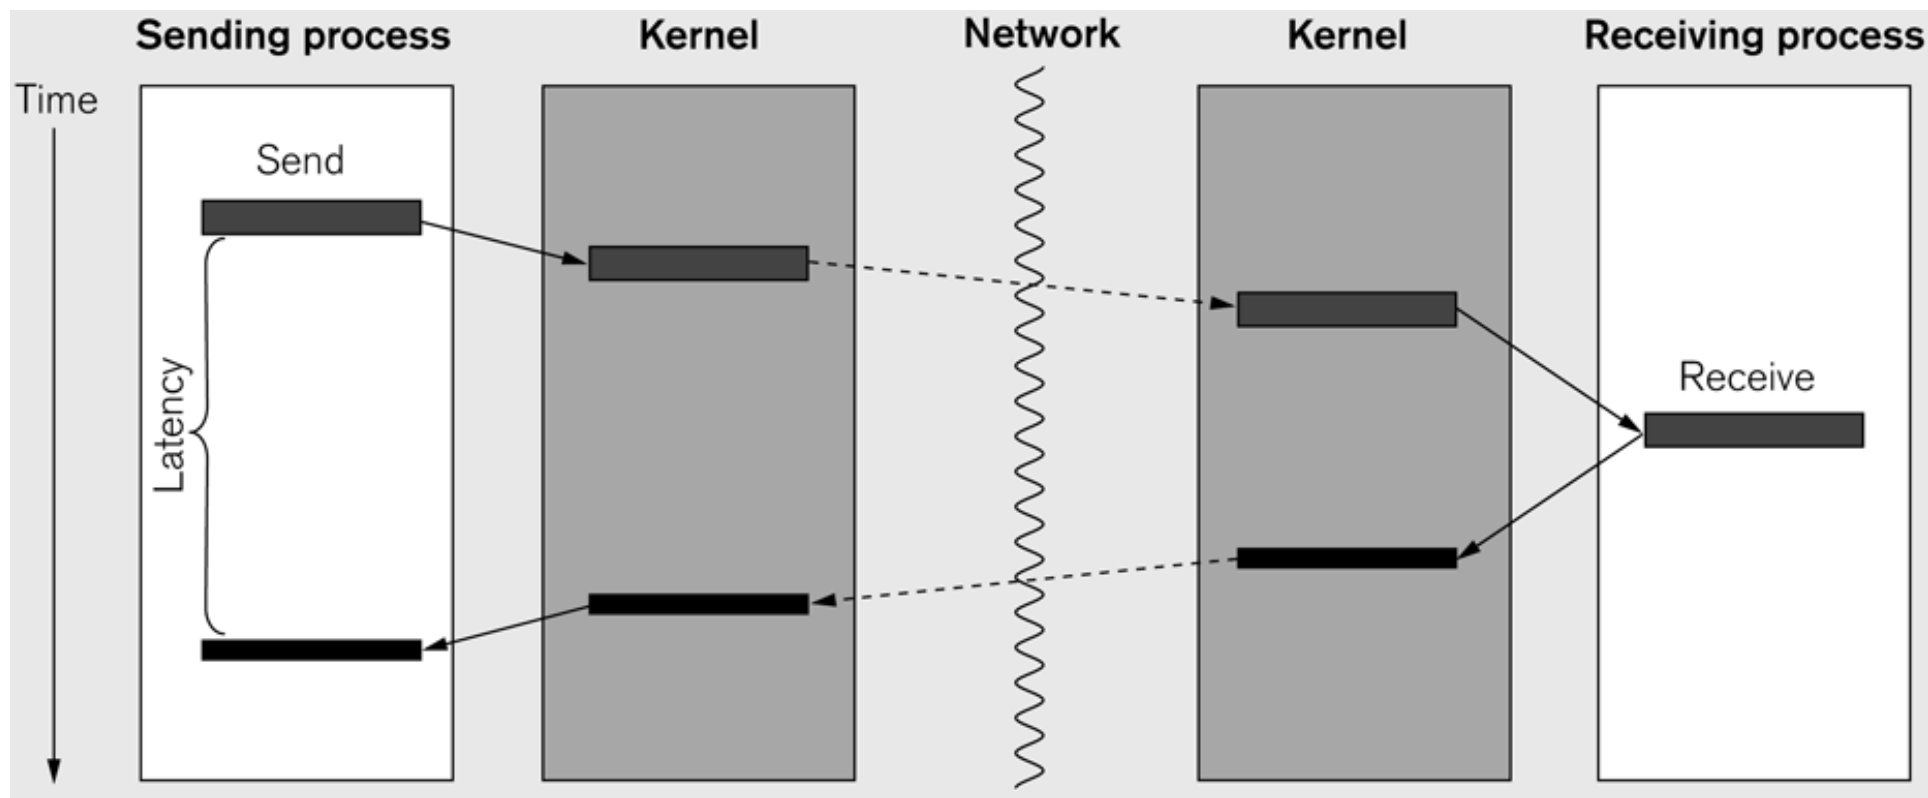 Sending process
Kernel
Network
Kernel
Receiving process
Time
Send
Latency
Receive